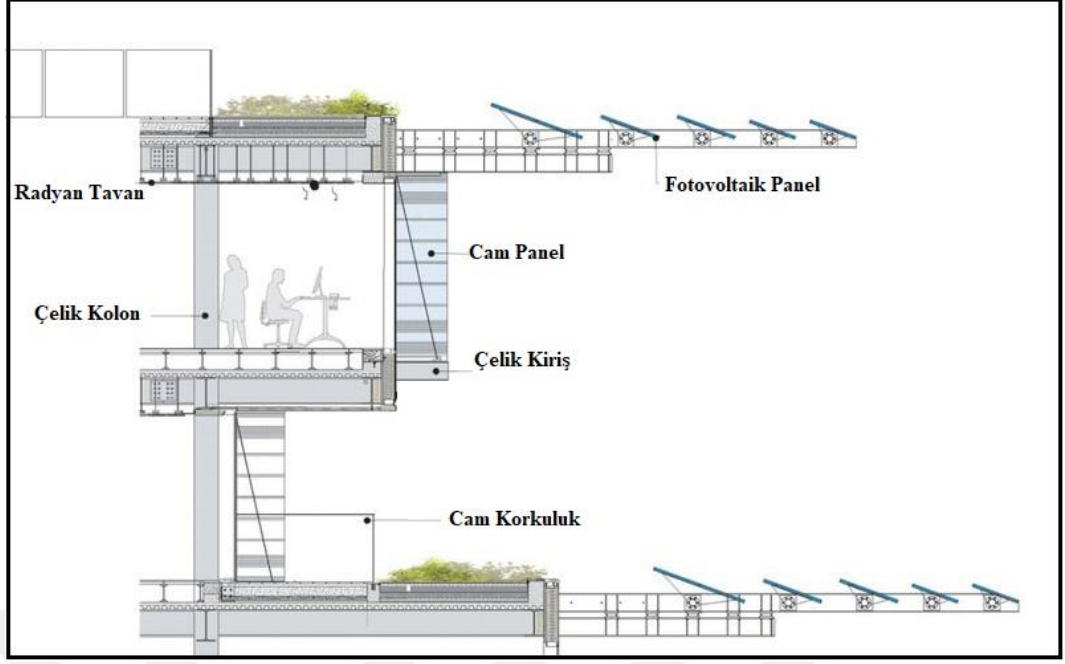 Radyan Tavan
Fotovoltaik Panel
Cam Panel
Çelik Kolon
Çelik Kiriş
Cam Korkuluk